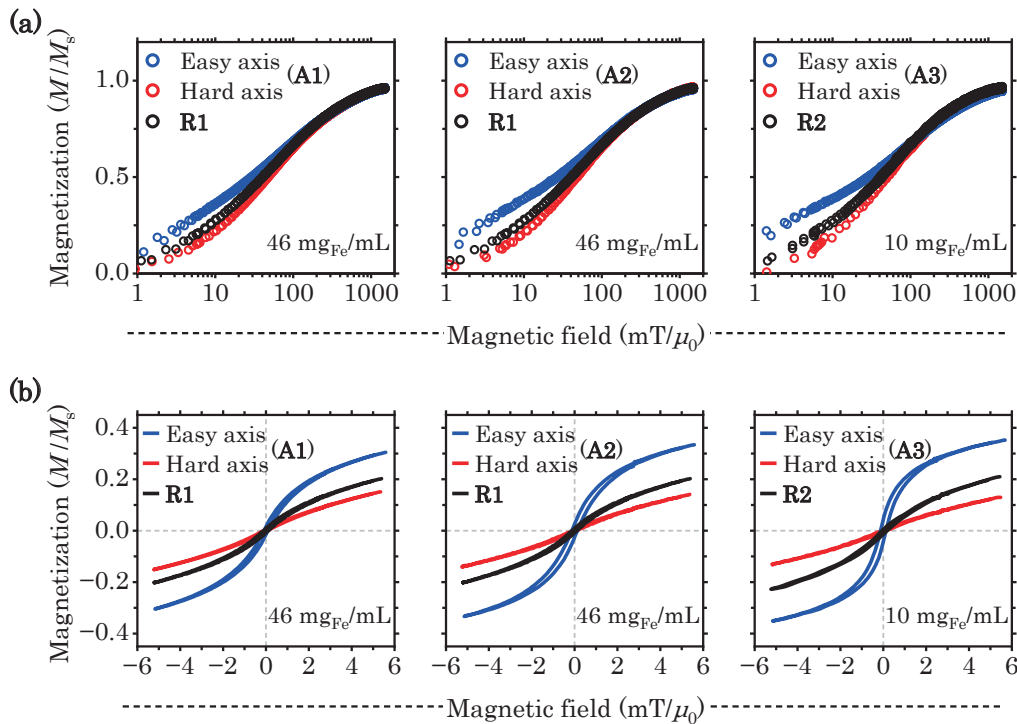 (a)
Magnetization (M/Ms)
1.0
0.5
0.0
Easy axis
Hard axis
(A1)
R1
46 mgFe/mL
1 10 100 1000
Easy axis
Hard axis
(A2)
R1
46 mgFe/mL
1 10 100 1000
Easy axis
Hard axis
(A3)
R2
10 mgFe/mL
1 10 100 1000
Magnetic field (mT/μ0)
(b)
Magnetization (M/Ms)
0.4
0.2
0.0
−0.2
−0.4
Easy axis
Hard axis
(A1)
R1
46 mgFe/mL
−6 −4 −2 0 2 4 6
Easy axis
Hard axis
(A2)
R1
46 mgFe/mL
−6 −4 −2 0 2 4 6
Easy axis
Hard axis
(A3)
R2
10 mgFe/mL
−6 −4 −2 0 2 4 6
Magnetic field (mT/μ0)